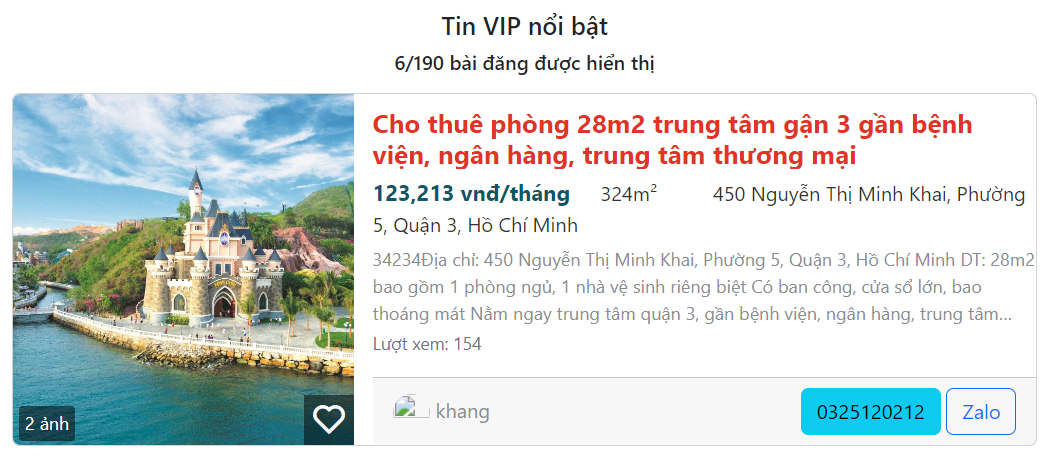 Tin VIP nổi bật
6/190 bài đăng được hiển thị
Cho thuê phòng 28m2 trung tâm gận 3 gần bệnh
viện, ngân hàng, trung tâm thương mại
123,213 vnđ/tháng 324m² 450 Nguyễn Thị Minh Khai, Phường
5, Quận 3, Hồ Chí Minh
34234Địa chỉ: 450 Nguyễn Thị Minh Khai, Phường 5, Quận 3, Hồ Chí Minh DT: 28m2
bao gồm 1 phòng ngủ, 1 nhà vệ sinh riêng biệt Có ban công, cửa sổ lớn, bao
thoáng mát Nằm ngay trung tâm quận 3, gần bệnh viện, ngân hàng, trung tâm...
Lượt xem: 154
2 ảnh
khang
0325120212
Zalo